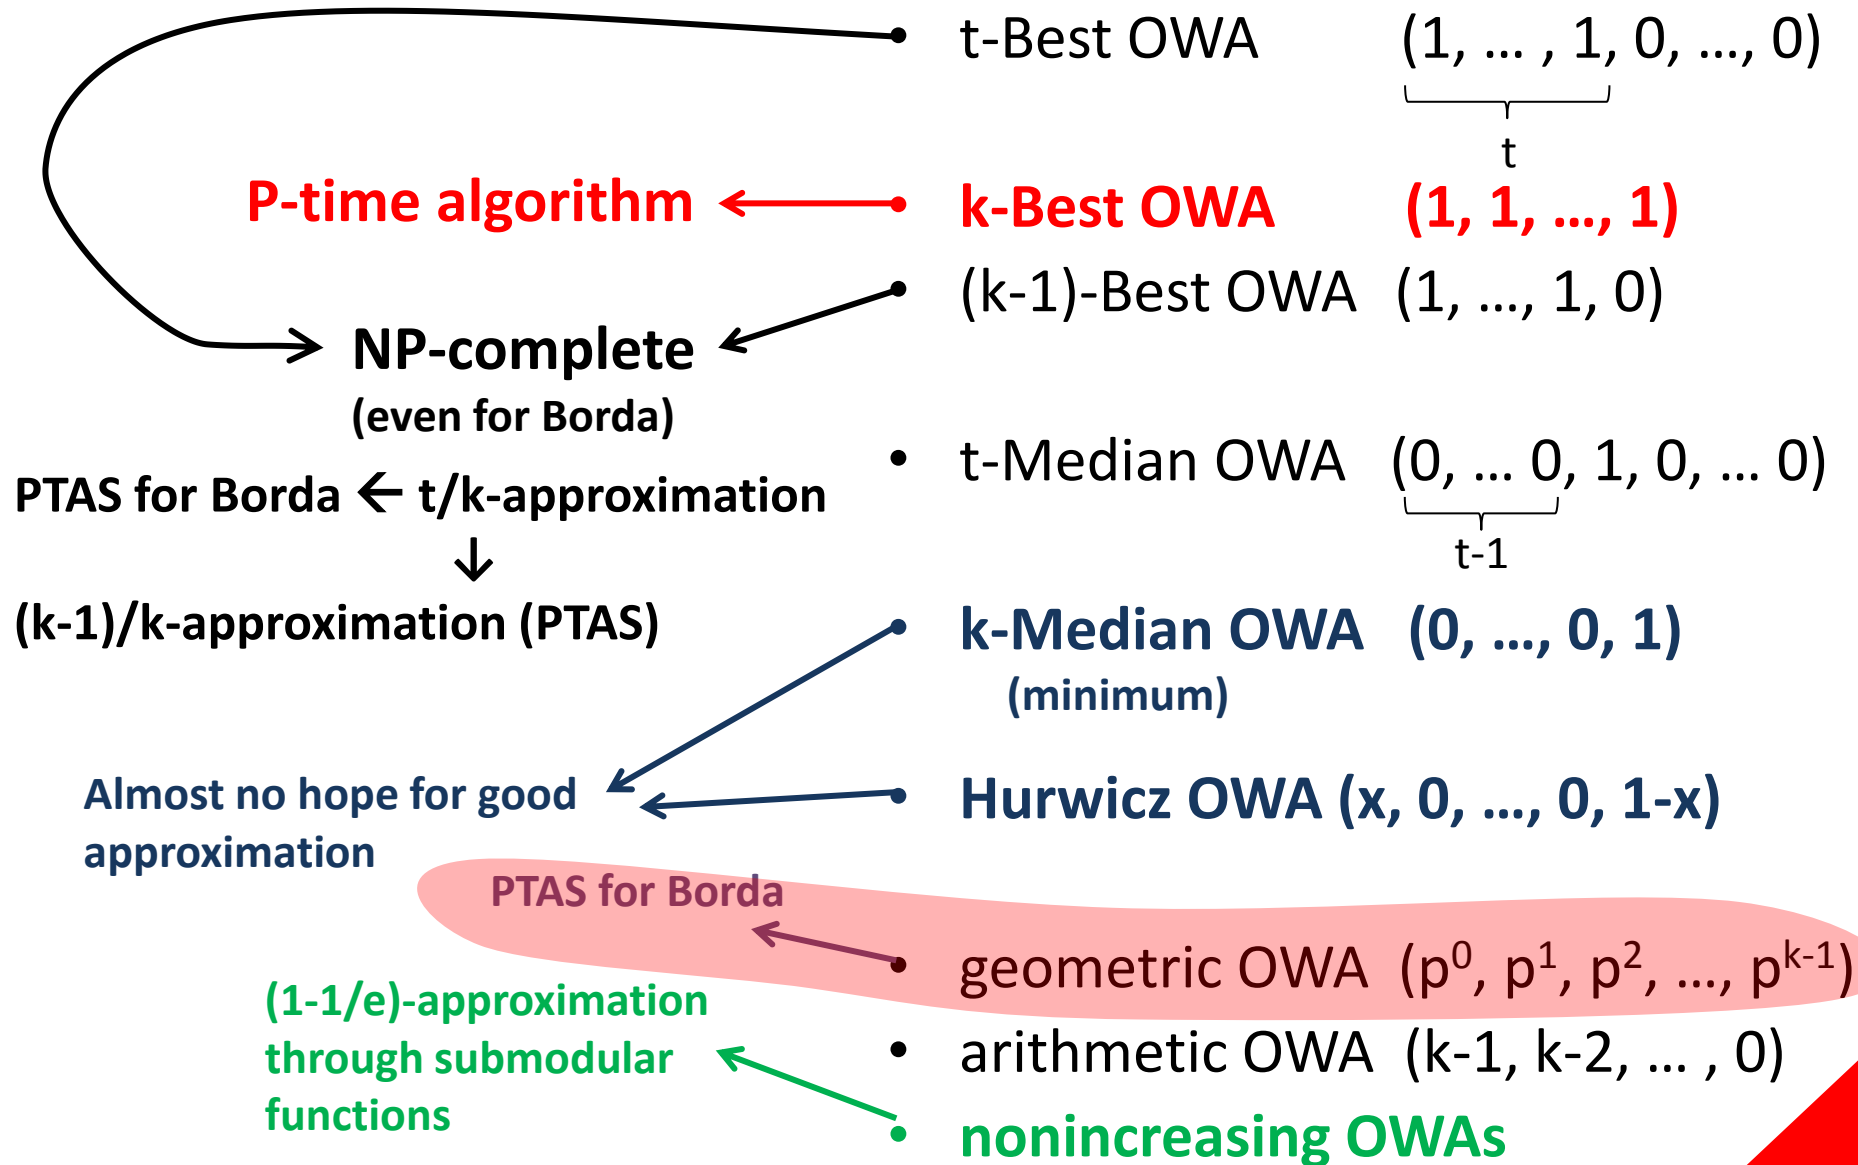 t-Best OWA (1, … , 1, 0, …, 0)
t
P-time algorithm
k-Best OWA (1, 1, …, 1)
(k-1)-Best OWA (1, …, 1, 0)
NP-complete
(even for Borda)
t-Median OWA (0, … 0, 1, 0, … 0)
t-1
PTAS for Borda ← t/k-approximation
↓
(k-1)/k-approximation (PTAS)
k-Median OWA (0, …, 0, 1)
(minimum)
Almost no hope for good
approximation
Hurwicz OWA (x, 0, …, 0, 1-x)
PTAS for Borda
geometric OWA (p⁰, p¹, p², …, pᵏ⁻¹)
(1-1/e)-approximation
through submodular
functions
arithmetic OWA (k-1, k-2, … , 0)
nonincreasing OWAs